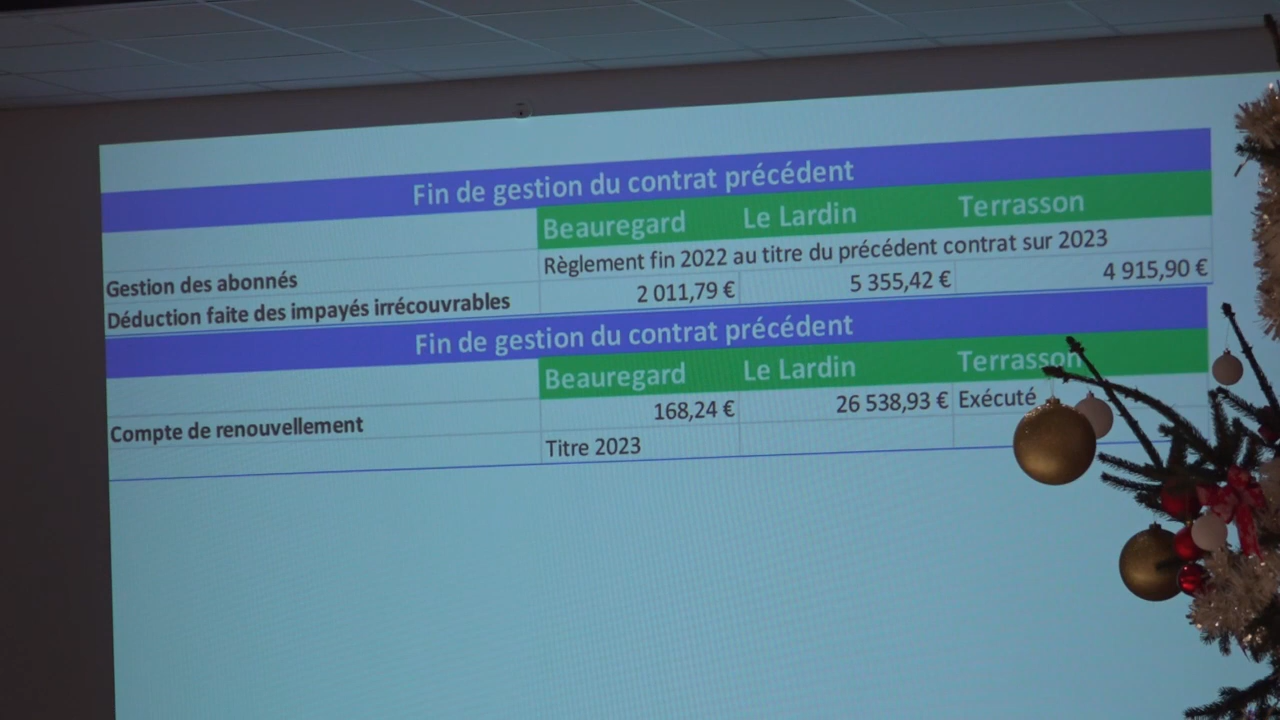 Fin de gestion du contrat précédent
Beauregard Le Lardin Terrasson
Gestion des abonnés Règlement fin 2022 au titre du précédent contrat sur 2023
Déduction faite des impayés irrécouvrables 2 011,79 € 5 355,42 € 4 915,90 €
Fin de gestion du contrat précédent
Beauregard Le Lardin Terrasson
Compte de renouvellement 168,24 € 26 538,93 € Exécuté
Titre 2023